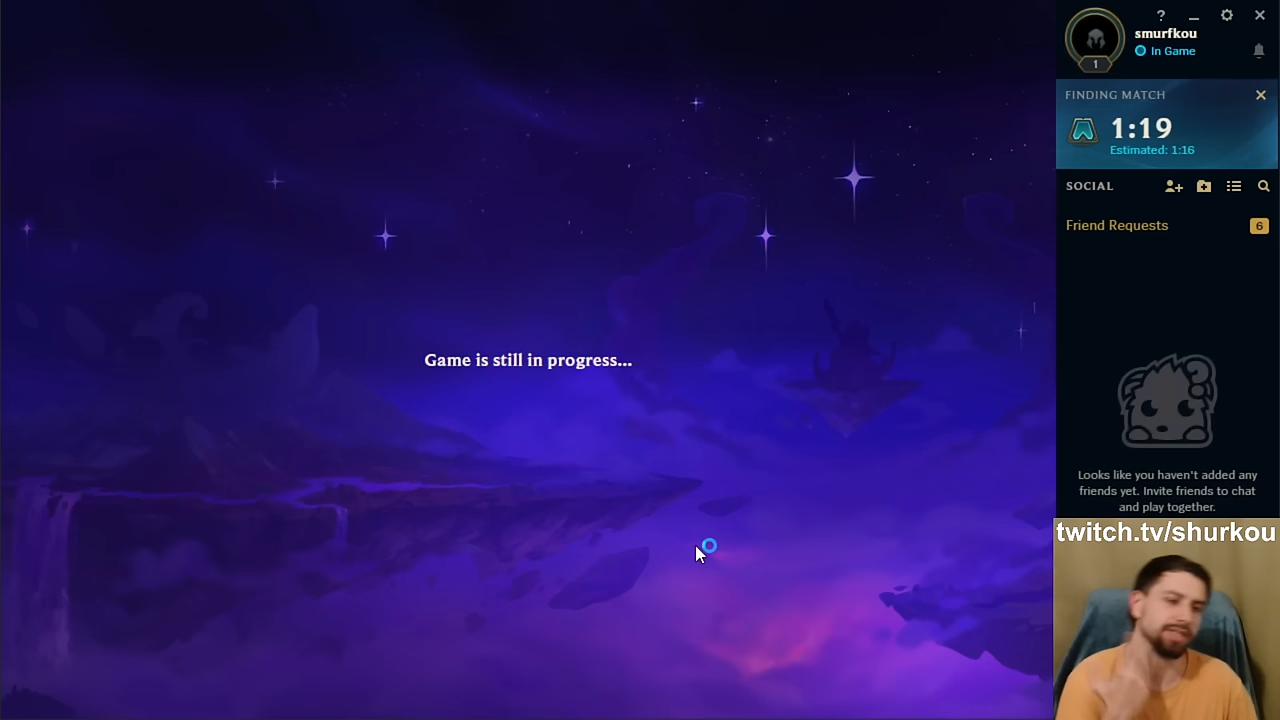 ?
smurfkou
In Game
1
FINDING MATCH
1:19
Estimated: 1:16
SOCIAL
Friend Requests
6
Game is still in progress...
Looks like you haven't added any
friends yet. Invite friends to chat
and play together.
twitch.tv/shurkou